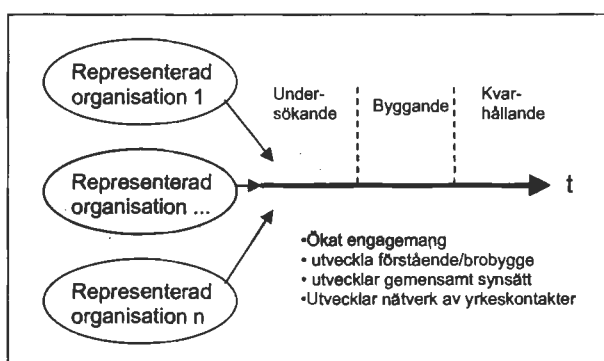 Representerad
organisation 1
Representerad
organisation ...
Representerad
organisation n
Under-
sökande
Byggande
Kvar-
hållande
t
•Ökat engagemang
• utveckla förstående/brobygge
• utvecklar gemensamt synsätt
•Utvecklar nätverk av yrkeskontakter